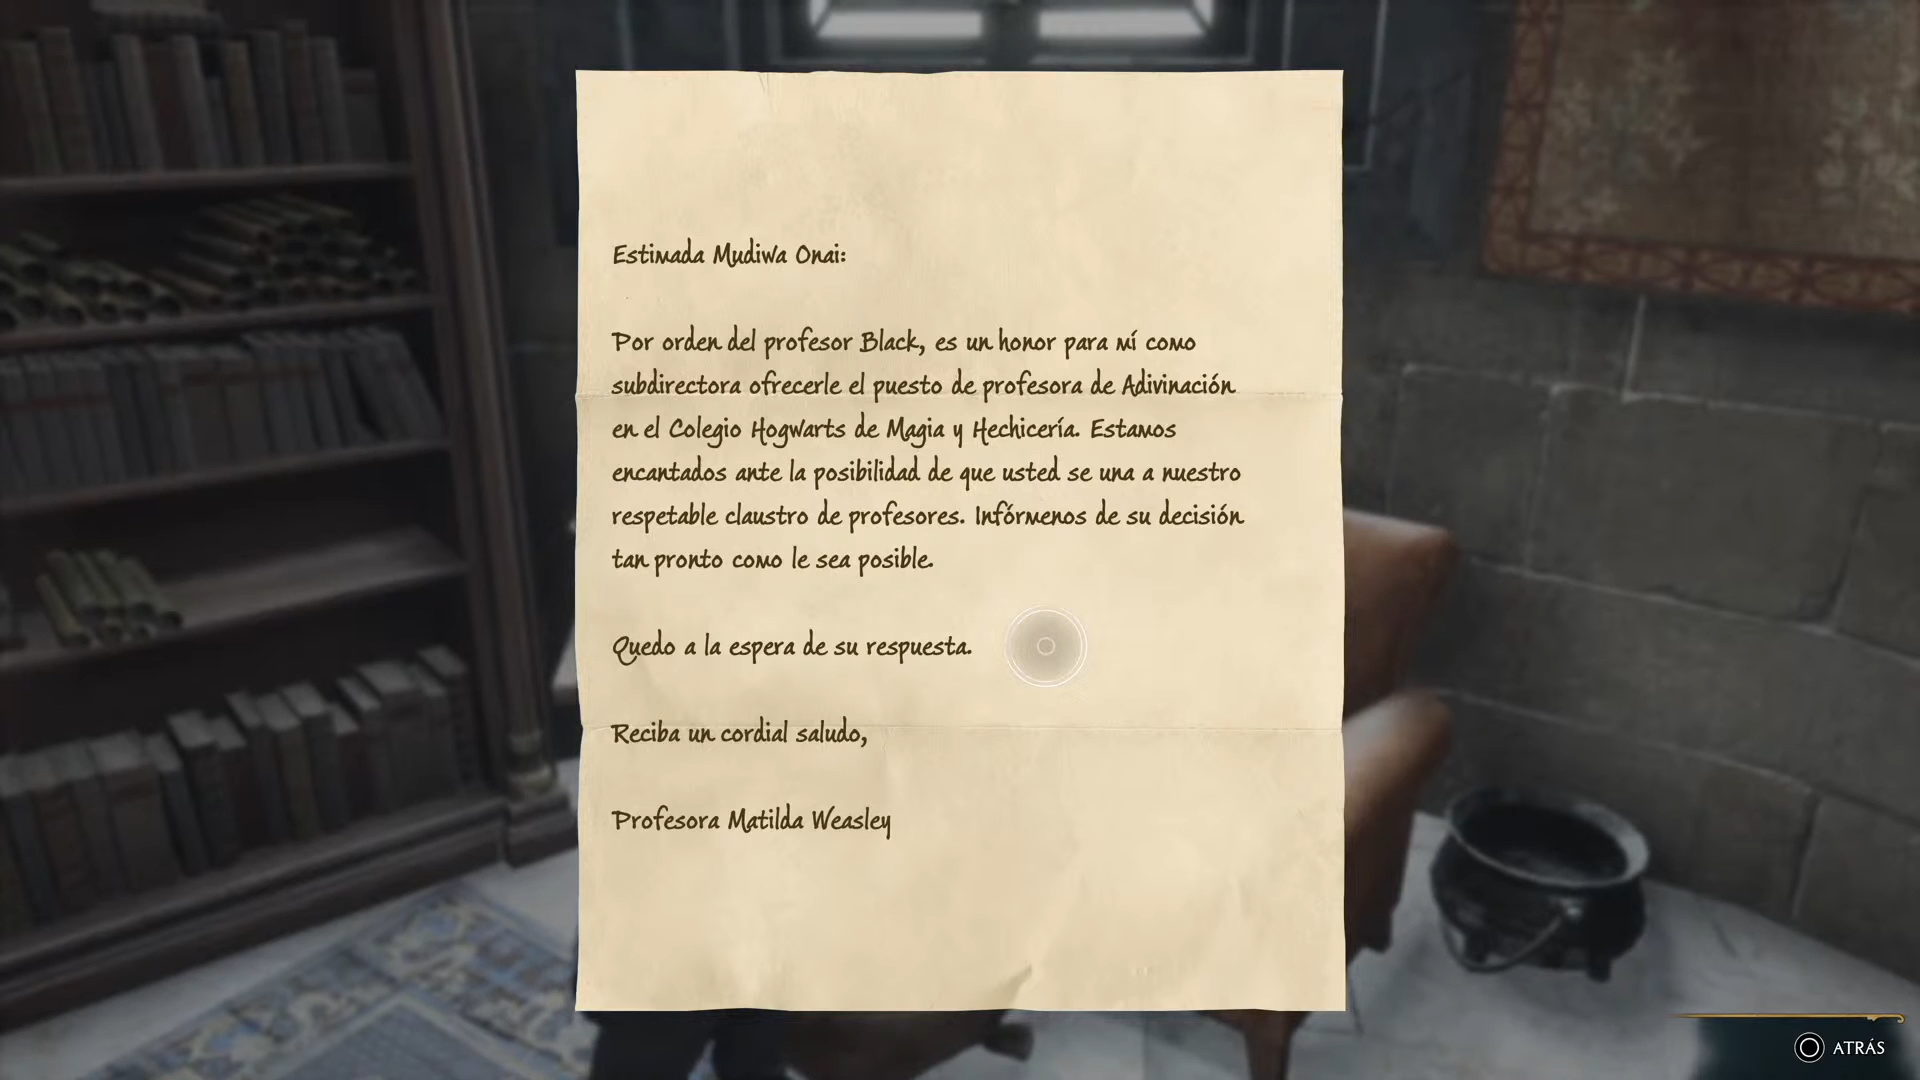 Estimada Mudiwa Onai:
Por orden del profesor Black, es un honor para mí como
subdirectora ofrecerle el puesto de profesora de Adivinación
en el Colegio Hogwarts de Magia y Hechicería. Estamos
encantados ante la posibilidad de que usted se una a nuestro
respetable claustro de profesores. Infórmenos de su decisión
tan pronto como le sea posible.
Quedo a la espera de su respuesta.
Reciba un cordial saludo,
Profesora Matilda Weasley
ATRÁS